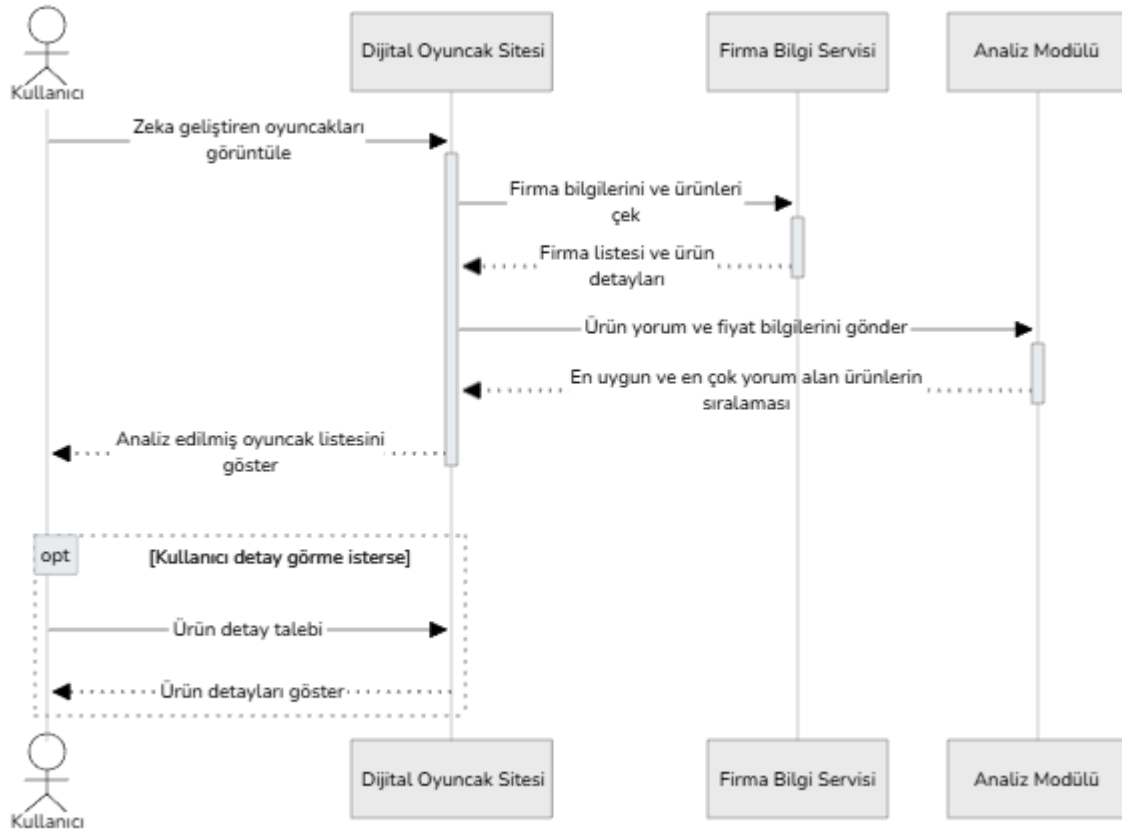 Dijital Oyuncak Sitesi
Firma Bilgi Servisi
Analiz Modülü
Kullanıcı
Zeka geliştiren oyuncakları
görüntüle
Firma bilgilerini ve ürünleri
çek
Firma listesi ve ürün
detayları
Ürün yorum ve fiyat bilgilerini gönder
En uygun ve en çok yorum alan ürünlerin
sıralaması
Analiz edilmiş oyuncak listesini
göster
opt
[Kullanıcı detay görme isterse]
Ürün detay talebi
Ürün detayları göster
Dijital Oyuncak Sitesi
Firma Bilgi Servisi
Analiz Modülü
Kullanıcı